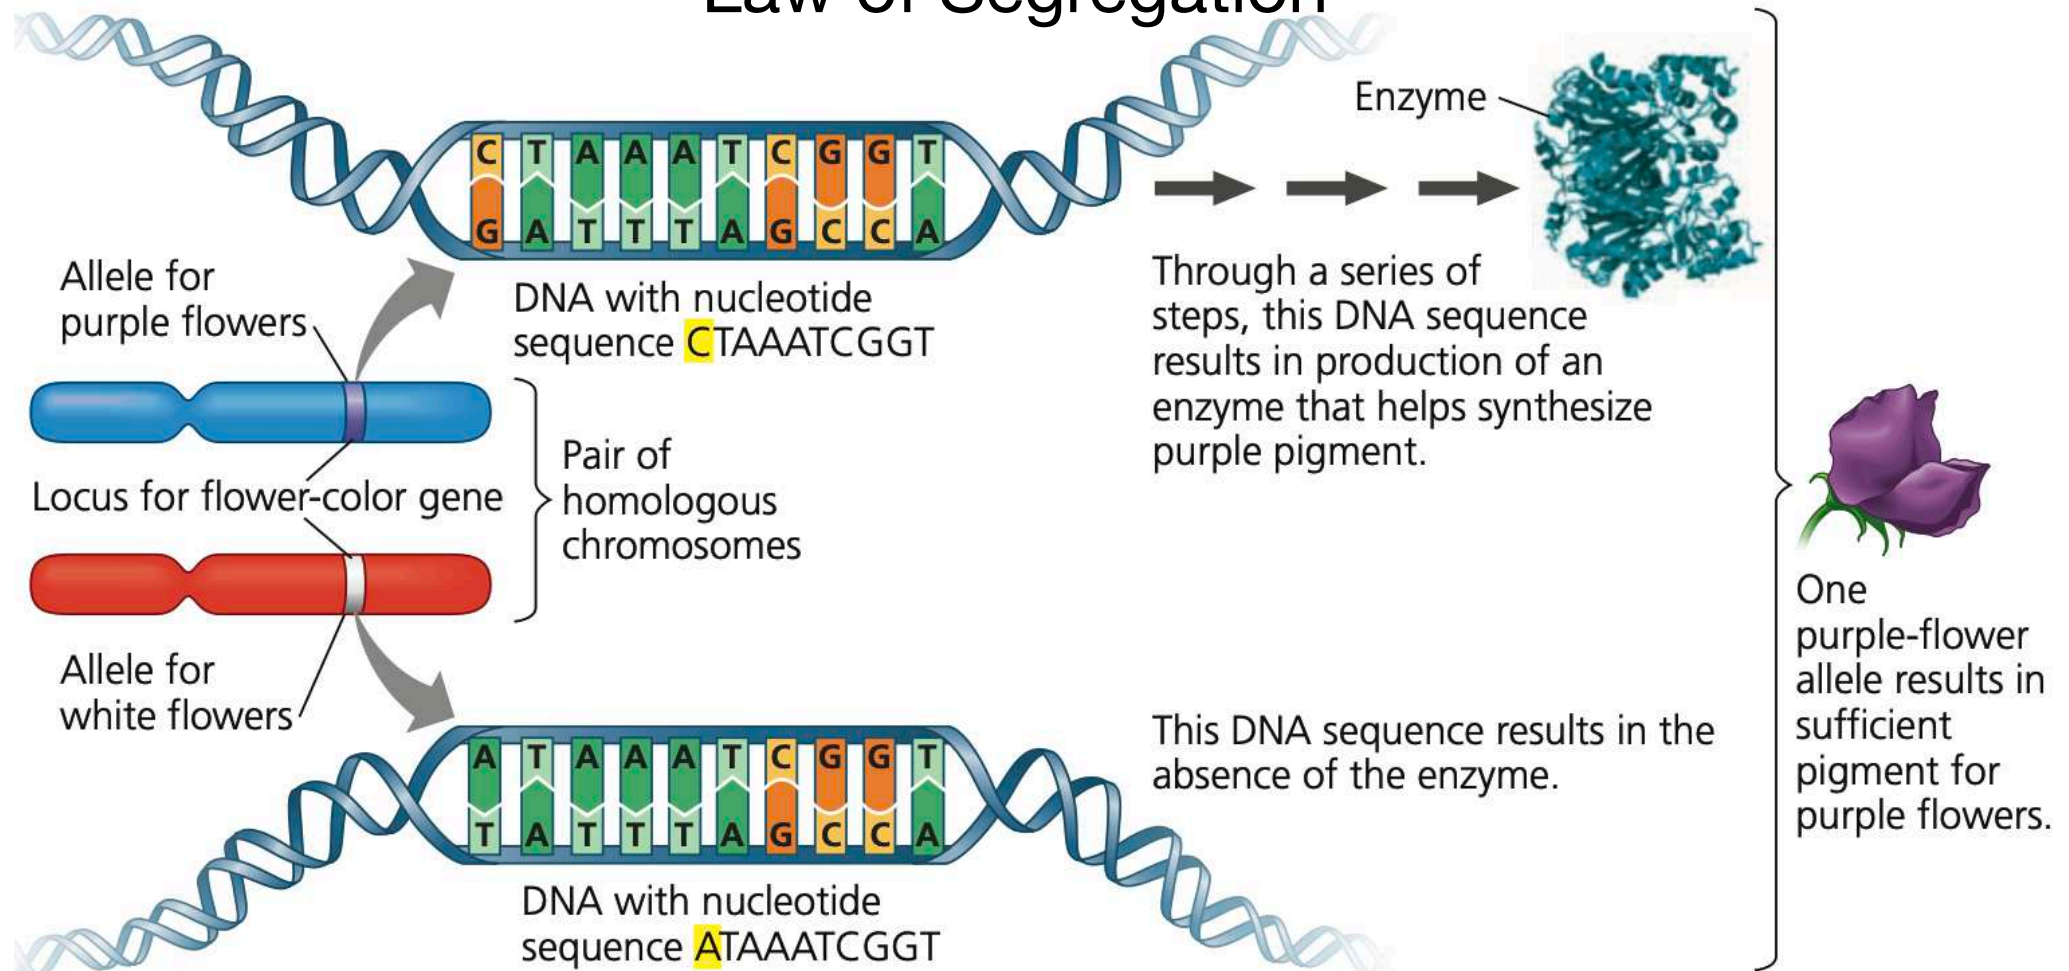 Law of Segregation
Enzyme
C T A A A T C G G T
G A T T T A G C C A
Allele for
purple flowers
DNA with nucleotide
sequence CTAAATCGGT
Through a series of
steps, this DNA sequence
results in production of an
enzyme that helps synthesize
purple pigment.
Locus for flower-color gene
Pair of
homologous
chromosomes
Allele for
white flowers
A T A A A T C G G T
T A T T T A G C C A
DNA with nucleotide
sequence ATAAATCGGT
This DNA sequence results in the
absence of the enzyme.
One
purple-flower
allele results in
sufficient
pigment for
purple flowers.